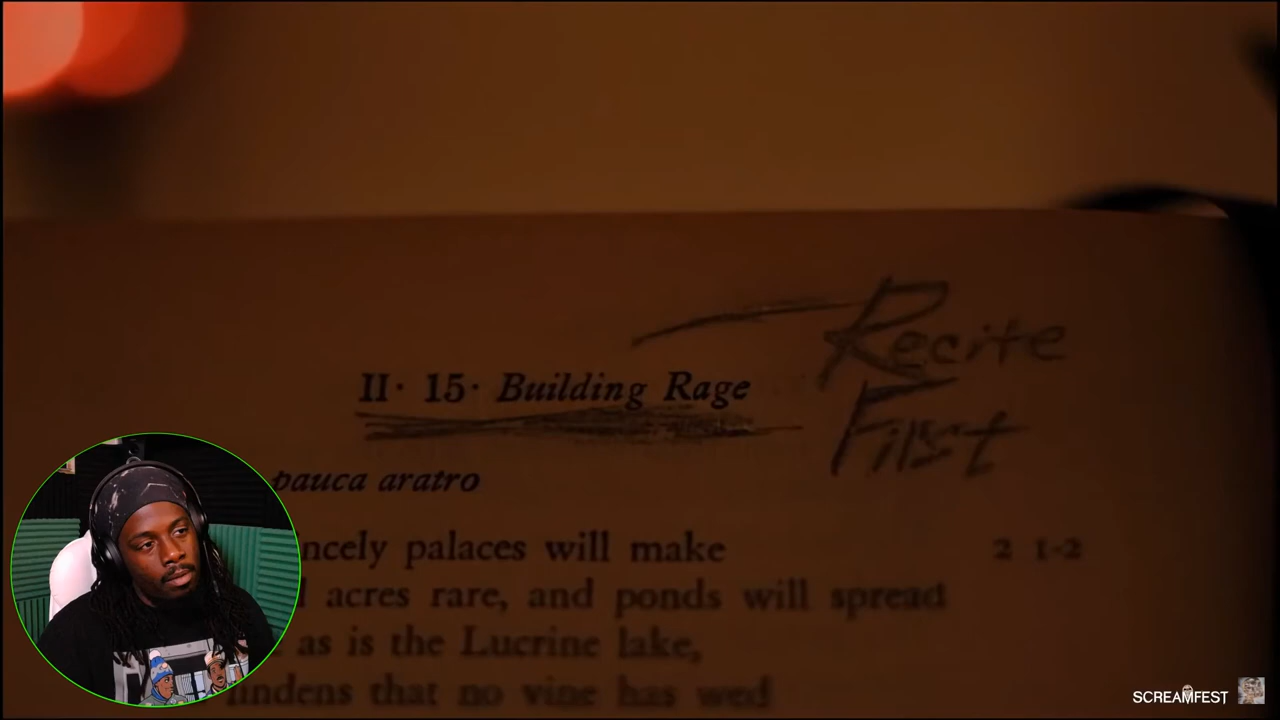 Recite
First
II· 15· Building Rage
pauca aratro
ncely palaces will make 2 1-2
acres rare, and ponds will spread
as is the Lucrine lake,
lindens that no vine has wed
SCREAMFEST